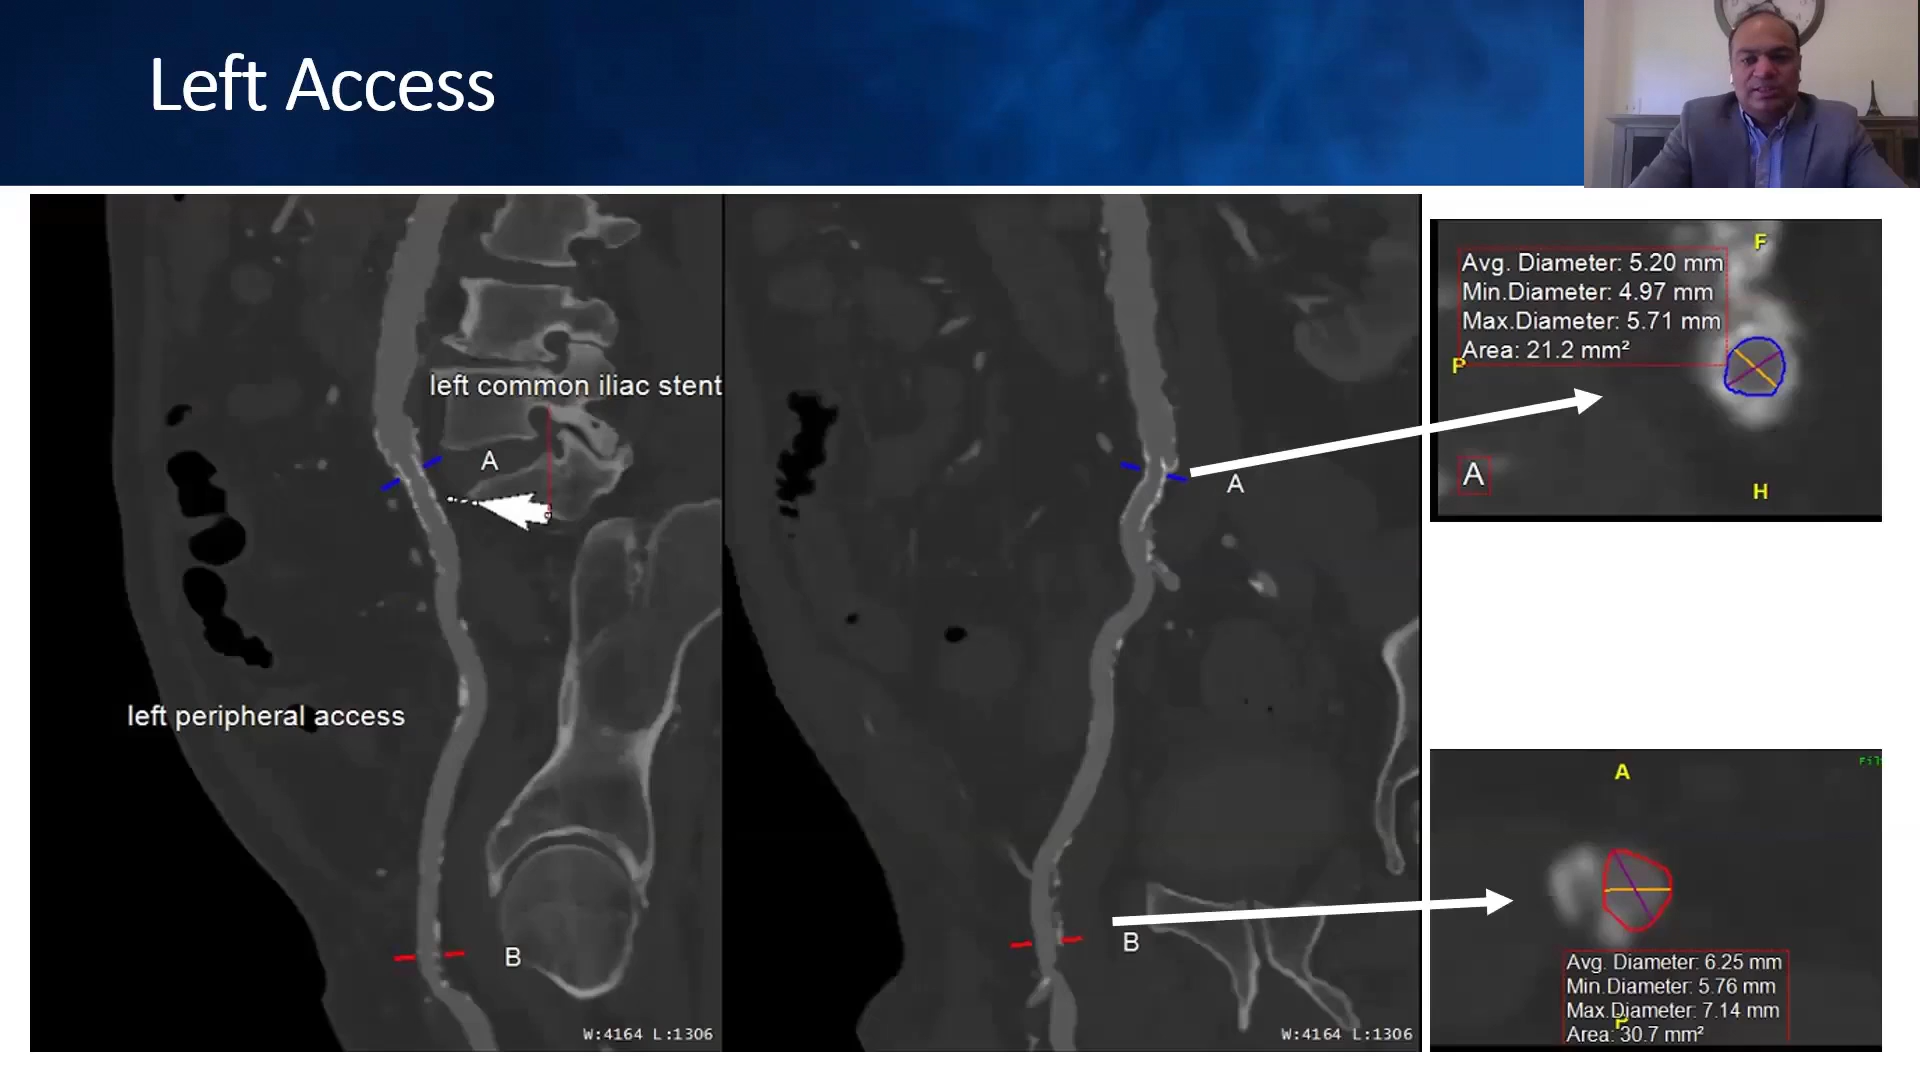 Left Access
left common iliac stent
A
left peripheral access
B
W:4164 L:1306
A
B
W:4164 L:1306
F
Avg. Diameter: 5.20 mm
Min.Diameter: 4.97 mm
Max.Diameter: 5.71 mm
Area: 21.2 mm²
P
A
H
A
Avg. Diameter: 6.25 mm
Min.Diameter: 5.76 mm
Max.Diameter: 7.14 mm
P
Area: 30.7 mm²